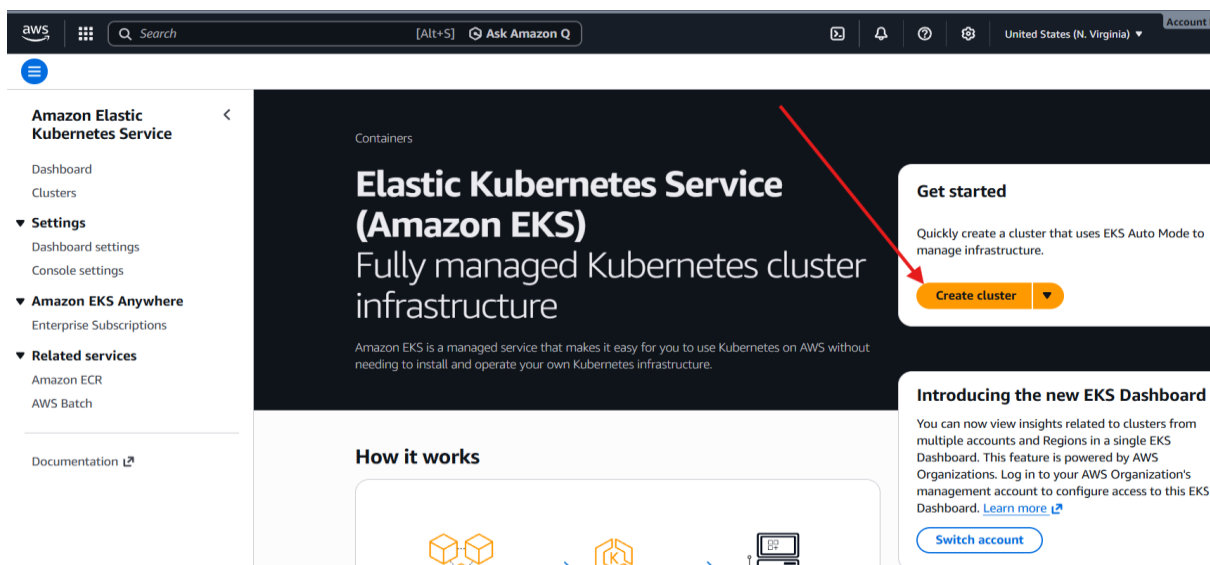 aws
Search
[Alt+S]
Ask Amazon Q
United States (N. Virginia)
Account
Amazon Elastic
Kubernetes Service
Dashboard
Clusters
Settings
Dashboard settings
Console settings
Amazon EKS Anywhere
Enterprise Subscriptions
Related services
Amazon ECR
AWS Batch
Documentation
Containers
Elastic Kubernetes Service
(Amazon EKS)
Fully managed Kubernetes cluster
infrastructure
Amazon EKS is a managed service that makes it easy for you to use Kubernetes on AWS without
needing to install and operate your own Kubernetes infrastructure.
How it works
K
Get started
Quickly create a cluster that uses EKS Auto Mode to
manage infrastructure.
Create cluster
Introducing the new EKS Dashboard
You can now view insights related to clusters from
multiple accounts and Regions in a single EKS
Dashboard. This feature is powered by AWS
Organizations. Log in to your AWS Organization's
management account to configure access to this EKS
Dashboard. Learn more
Switch account